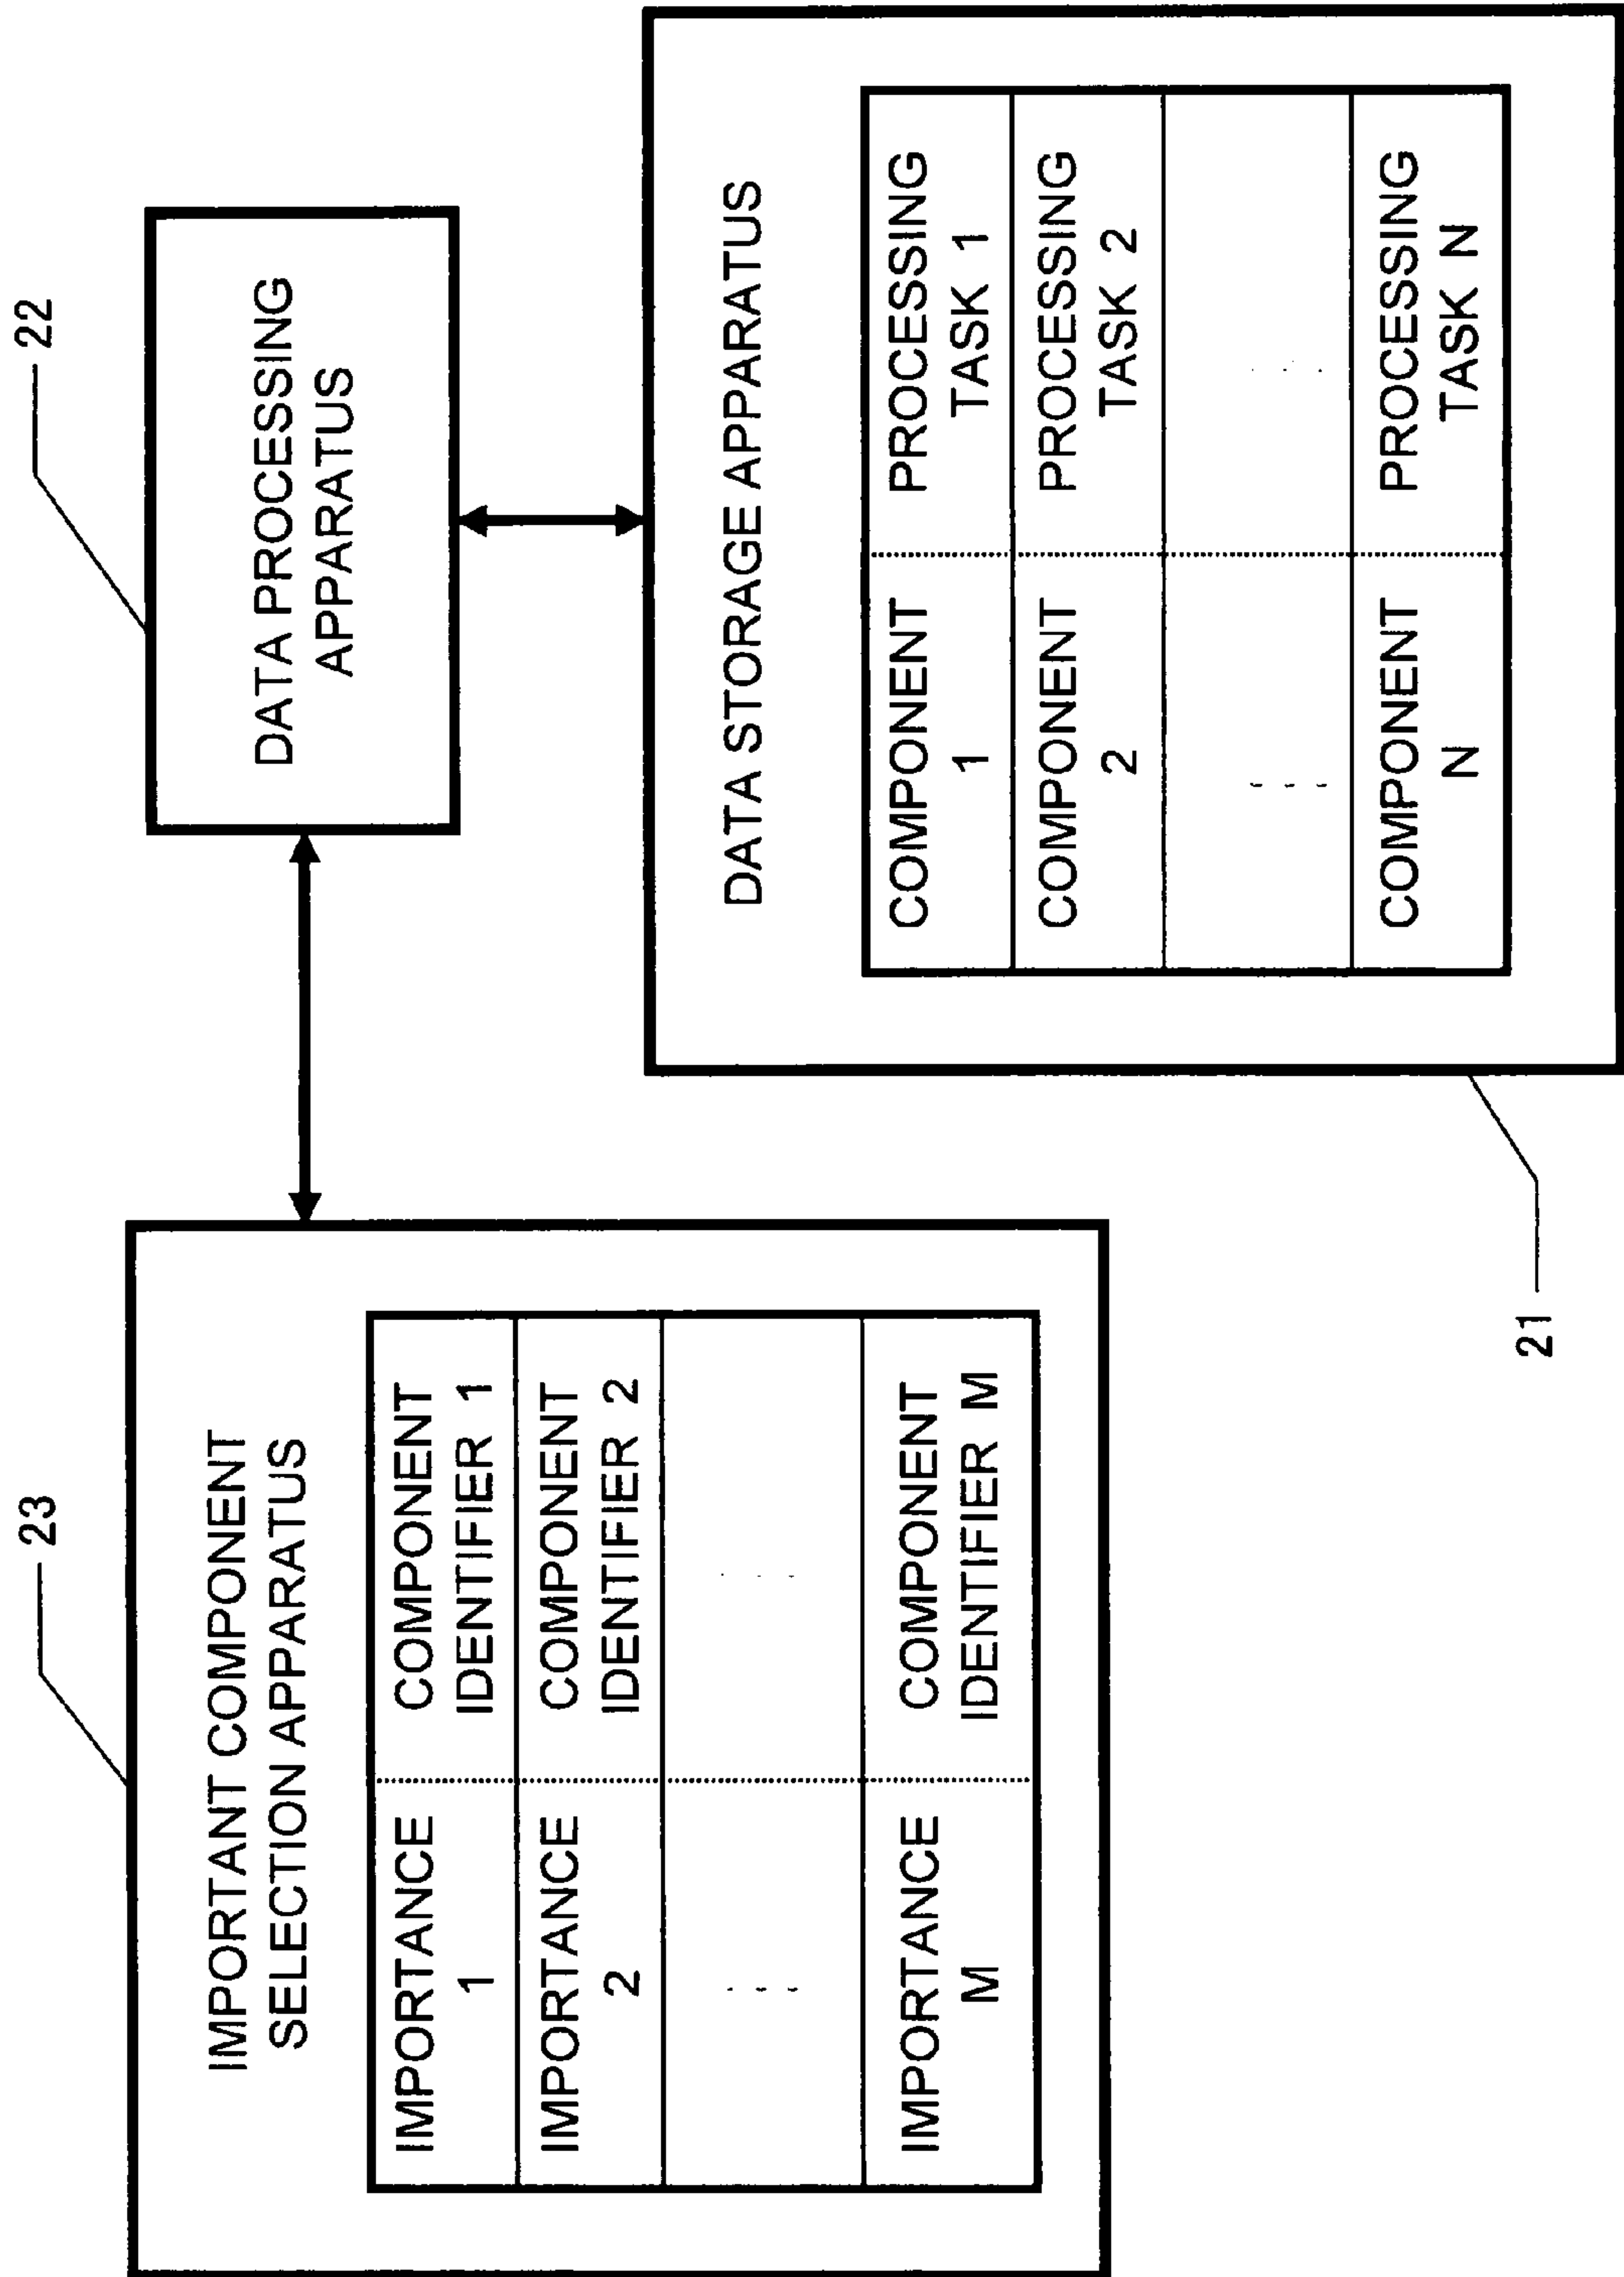 23
IMPORTANT COMPONENT
SELECTION APPARATUS
IMPORTANCE
1
COMPONENT
IDENTIFIER 1
IMPORTANCE
2
COMPONENT
IDENTIFIER 2
- - -
- - -
IMPORTANCE
M
COMPONENT
IDENTIFIER M
22
DATA PROCESSING
APPARATUS
DATA STORAGE APPARATUS
COMPONENT
1
PROCESSING
TASK 1
COMPONENT
2
PROCESSING
TASK 2
- - -
- - -
COMPONENT
N
PROCESSING
TASK N
21